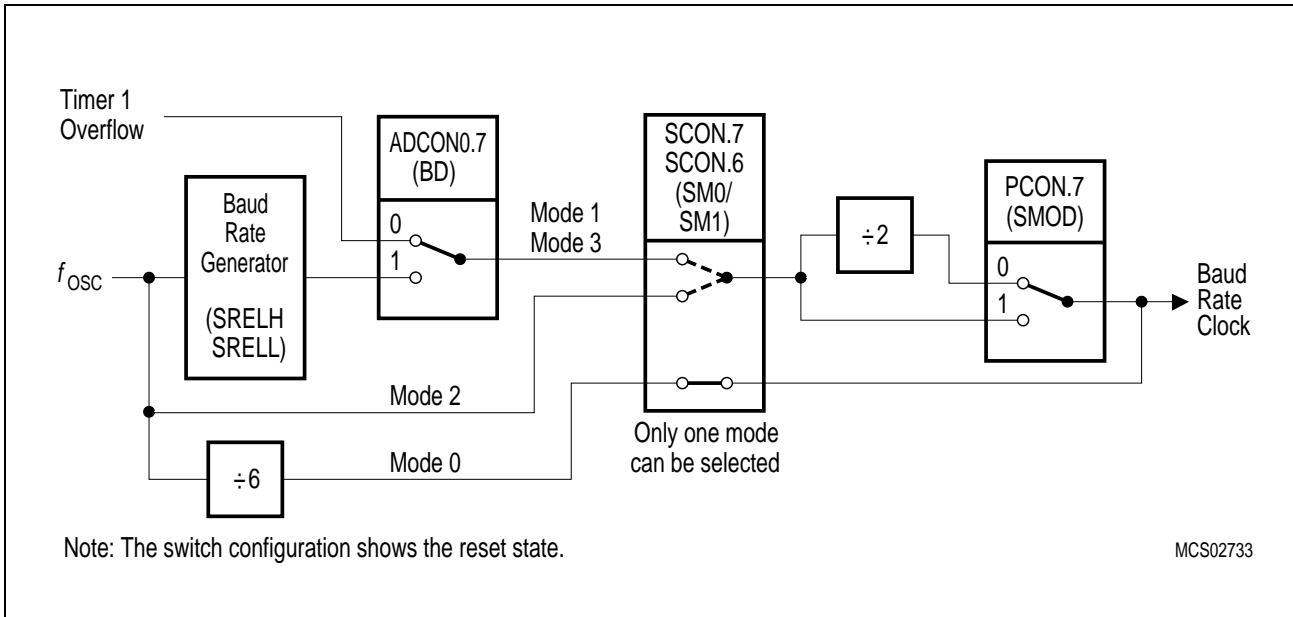 Timer 1
Overflow
ADCON0.7
(BD)
0
1
Baud
Rate
Generator
(SRELH
SRELL)
f OSC
Mode 1
Mode 3
SCON.7
SCON.6
(SM0/
SM1)
÷2
PCON.7
(SMOD)
0
1
Baud
Rate
Clock
Mode 2
Only one mode
can be selected
÷6
Mode 0
Note: The switch configuration shows the reset state.
MCS02733